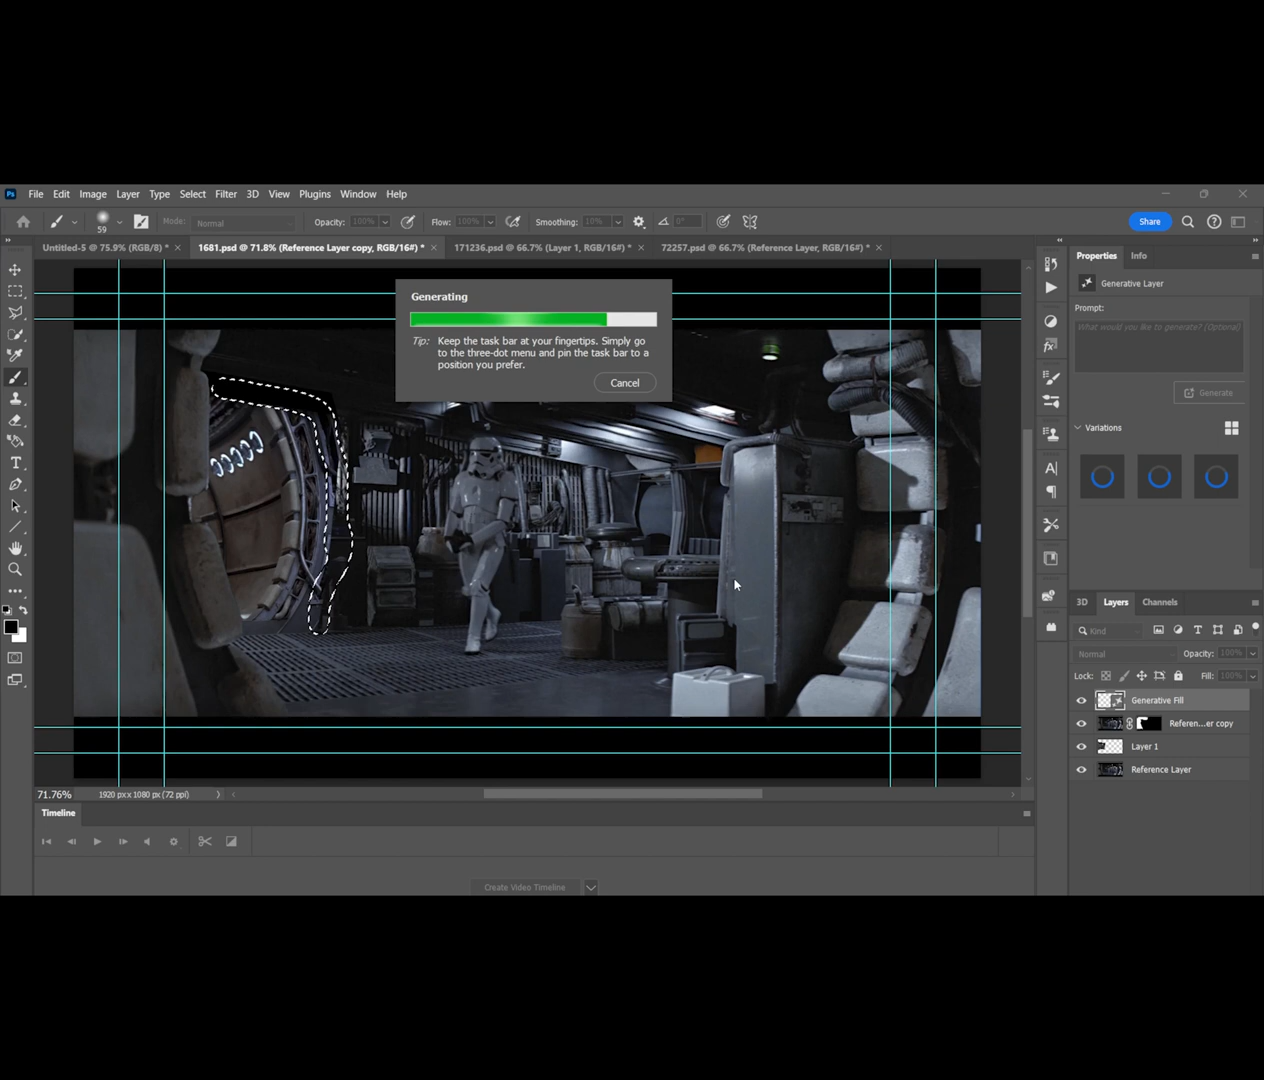 Ps File Edit Image Layer Type Select Filter 3D View Plugins Window Help
59 Mode: Normal Opacity: 100% Flow: 100% Smoothing: 10% 0° Share
Untitled-5 @ 75.9% (RGB/8) * 1681.psd @ 71.8% (Reference Layer copy, RGB/16#) * 171236.psd @ 66.7% (Layer 1, RGB/16#) * 72257.psd @ 66.7% (Reference Layer, RGB/16#) *
Generating
Tip: Keep the task bar at your fingertips. Simply go
to the three-dot menu and pin the task bar to a
position you prefer.
Cancel
71.76% 1920 px x 1080 px (72 ppi)
Timeline
Create Video Timeline
Properties Info
Generative Layer
Prompt:
What would you like to generate? (Optional)
Generate
Variations
3D Layers Channels
Kind
Normal Opacity: 100%
Lock: Fill: 100%
Generative Fill
Referen...er copy
Layer 1
Reference Layer